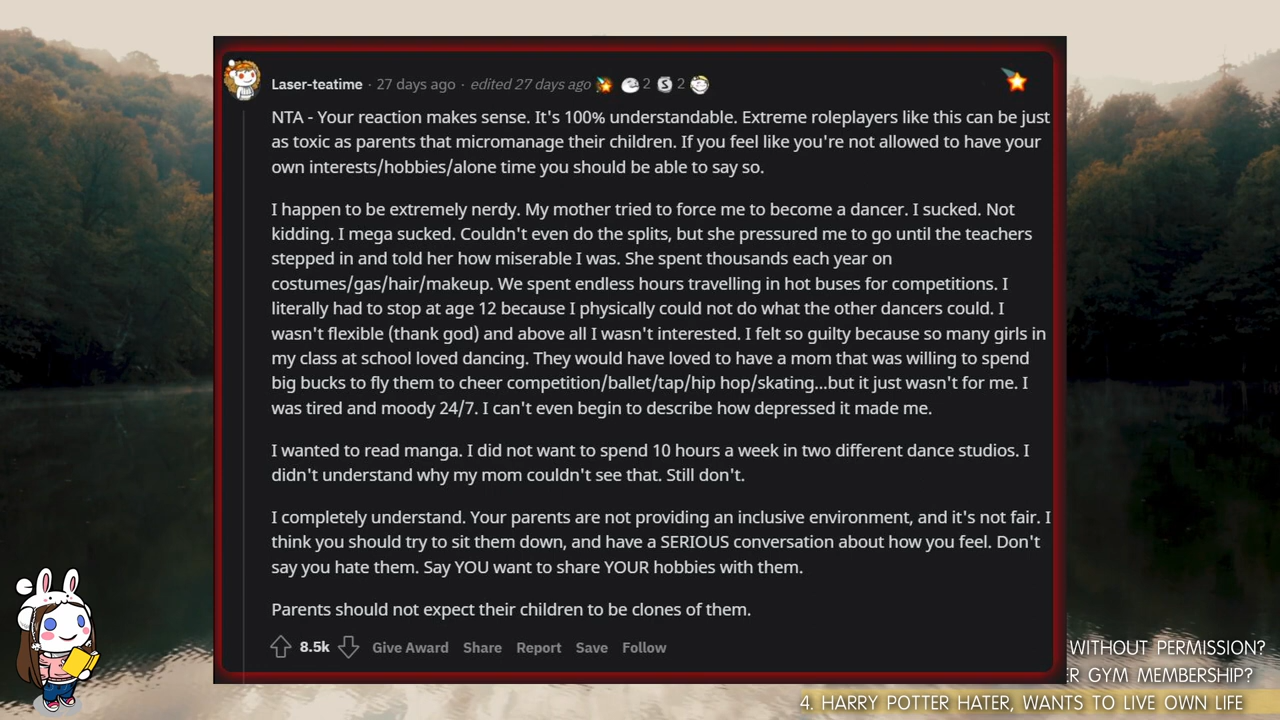 Laser-teatime · 27 days ago · edited 27 days ago 2 2
NTA - Your reaction makes sense. It's 100% understandable. Extreme roleplayers like this can be just
as toxic as parents that micromanage their children. If you feel like you're not allowed to have your
own interests/hobbies/alone time you should be able to say so.
I happen to be extremely nerdy. My mother tried to force me to become a dancer. I sucked. Not
kidding. I mega sucked. Couldn't even do the splits, but she pressured me to go until the teachers
stepped in and told her how miserable I was. She spent thousands each year on
costumes/gas/hair/makeup. We spent endless hours travelling in hot buses for competitions. I
literally had to stop at age 12 because I physically could not do what the other dancers could. I
wasn't flexible (thank god) and above all I wasn't interested. I felt so guilty because so many girls in
my class at school loved dancing. They would have loved to have a mom that was willing to spend
big bucks to fly them to cheer competition/ballet/tap/hip hop/skating...but it just wasn't for me. I
was tired and moody 24/7. I can't even begin to describe how depressed it made me.
I wanted to read manga. I did not want to spend 10 hours a week in two different dance studios. I
didn't understand why my mom couldn't see that. Still don't.
I completely understand. Your parents are not providing an inclusive environment, and it's not fair. I
think you should try to sit them down, and have a SERIOUS conversation about how you feel. Don't
say you hate them. Say YOU want to share YOUR hobbies with them.
Parents should not expect their children to be clones of them.
8.5k Give Award Share Report Save Follow
WITHOUT PERMISSION?
ER GYM MEMBERSHIP?
4. HARRY POTTER HATER, WANTS TO LIVE OWN LIFE